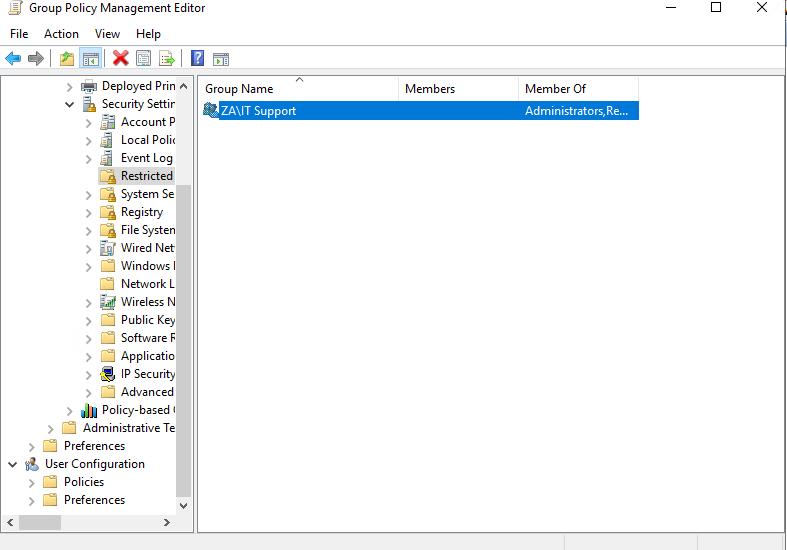 Group Policy Management Editor
File Action View Help
Deployed Prin
Security Settin
Account P
Local Polic
Event Log
Restricted
System Se
Registry
File System
Wired Net
Windows
Network L
Wireless N
Public Key
Software R
Applicatio
IP Security
Advanced
Policy-based
Administrative Te
Preferences
User Configuration
Policies
Preferences
Group Name Members Member Of
ZA\IT Support Administrators,Re...